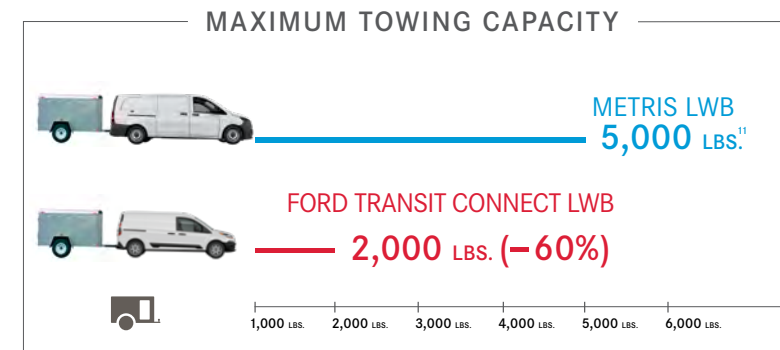 MAXIMUM TOWING CAPACITY
METRIS LWB
5,000 LBS.11
FORD TRANSIT CONNECT LWB
2,000 LBS. (–60%)
1,000 LBS. 2,000 LBS. 3,000 LBS. 4,000 LBS. 5,000 LBS. 6,000 LBS.